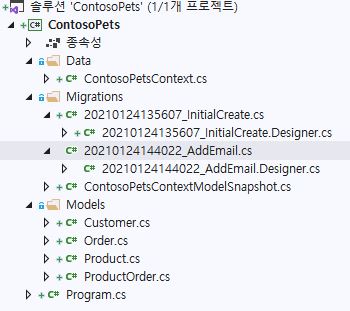 솔루션 'ContosoPets' (1/1개 프로젝트)
ContosoPets
종속성
Data
ContosoPetsContext.cs
Migrations
20210124135607_InitialCreate.cs
20210124135607_InitialCreate.Designer.cs
20210124144022_AddEmail.cs
20210124144022_AddEmail.Designer.cs
ContosoPetsContextModelSnapshot.cs
Models
Customer.cs
Order.cs
Product.cs
ProductOrder.cs
Program.cs